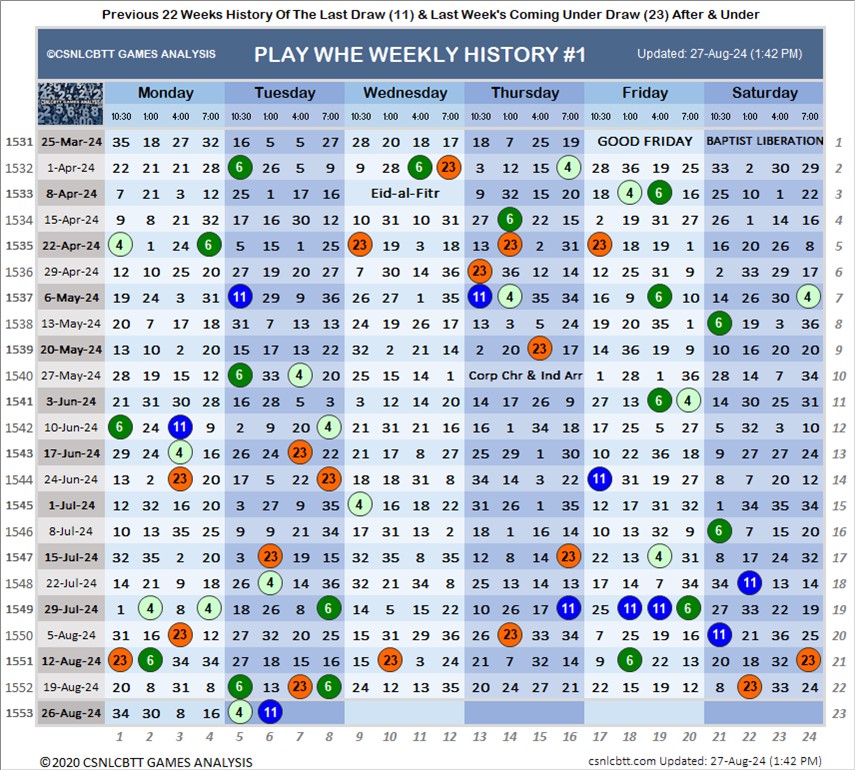 Previous 22 Weeks History Of The Last Draw (11) & Last Week's Coming Under Draw (23) After & Under
©CSNLCBTT GAMES ANALYSIS PLAY WHE WEEKLY HISTORY #1 Updated: 27-Aug-24 (1:42 PM)
Monday Tuesday Wednesday Thursday Friday Saturday
10:30 1:00 4:00 7:00 10:30 1:00 4:00 7:00 10:30 1:00 4:00 7:00 10:30 1:00 4:00 7:00 10:30 1:00 4:00 7:00 10:30 1:00 4:00 7:00
1531 25-Mar-24 35 18 27 32 16 5 5 27 28 20 18 17 18 7 25 19 GOOD FRIDAY BAPTIST LIBERATION 1
1532 1-Apr-24 22 21 23 28 6 26 5 9 9 28 6 23 3 12 15 4 28 36 19 25 33 2 30 29 2
1533 8-Apr-24 7 21 3 12 25 1 17 16 Eid-al-Fitr 9 32 15 20 18 4 6 16 25 10 1 22 3
1534 15-Apr-24 9 8 21 32 17 16 30 12 10 31 10 31 27 6 22 15 2 19 31 27 26 1 14 16 4
1535 22-Apr-24 4 1 24 6 5 15 1 25 23 19 3 18 13 23 2 31 23 18 19 1 16 20 26 8 5
1536 29-Apr-24 12 10 25 20 27 19 20 27 7 30 14 36 23 36 12 14 12 25 31 9 2 33 29 17 6
1537 6-May-24 19 24 3 31 11 29 9 36 26 27 1 35 11 4 35 34 16 9 6 10 14 26 30 4 7
1538 13-May-24 20 7 17 18 31 7 13 13 24 19 26 17 13 3 5 24 19 20 35 1 6 19 3 36 8
1539 20-May-24 13 10 2 20 15 17 13 22 32 2 21 14 2 20 23 17 14 36 19 9 10 16 20 20 9
1540 27-May-24 28 19 15 12 6 33 4 20 25 15 14 1 Corp Chr & Ind Arr 1 28 1 36 28 14 7 34 10
1541 3-Jun-24 21 31 30 28 16 28 5 3 3 12 14 20 14 17 26 9 27 13 6 4 14 30 25 31 11
1542 10-Jun-24 6 24 11 9 2 9 20 4 21 31 21 16 16 1 34 18 17 25 5 27 5 32 3 10 12
1543 17-Jun-24 29 24 4 16 26 24 23 22 21 17 8 27 25 29 1 30 10 22 36 18 9 27 27 24 13
1544 24-Jun-24 13 2 23 20 17 5 22 23 18 18 31 8 34 14 3 22 11 31 18 21 8 7 20 12 14
1545 1-Jul-24 12 32 16 20 3 27 9 35 4 16 18 22 31 26 1 35 12 17 31 32 1 34 35 34 15
1546 8-Jul-24 10 13 35 25 9 9 21 34 17 31 13 2 18 1 16 14 10 13 32 9 6 7 15 20 16
1547 15-Jul-24 32 35 2 20 3 23 19 15 32 35 8 35 12 8 14 23 22 13 4 31 8 17 24 32 17
1548 22-Jul-24 14 21 9 18 26 4 14 36 32 21 34 8 25 13 14 13 17 14 7 34 34 11 13 14 18
1549 29-Jul-24 1 4 8 4 18 26 8 6 14 5 15 22 10 26 17 11 25 11 11 6 27 33 22 19 19
1550 5-Aug-24 31 16 23 12 27 32 20 25 15 31 29 36 26 23 33 34 7 25 19 16 11 21 36 25 20
1551 12-Aug-24 23 6 34 34 27 18 15 16 10 23 3 24 21 7 32 14 9 6 22 13 20 18 32 23 21
1552 19-Aug-24 20 8 31 8 6 13 23 6 24 12 13 35 20 24 27 21 22 15 19 12 8 23 33 24 22
1553 26-Aug-24 34 30 8 16 4 11 23
1 2 3 4 5 6 7 8 9 10 11 12 13 14 15 16 17 18 19 20 21 22 23 24
©2020 CSNLCBTT GAMES ANALYSIS csnlcbtt.com Updated: 27-Aug-24 (1:42 PM)